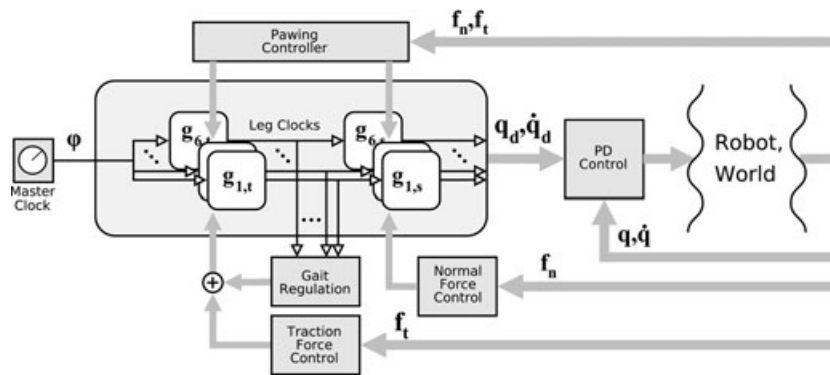 Pawing
Controller
f_n,f_t
φ
Leg Clocks
g_6,t
g_6,s
g_1,t
g_1,s
q_d,q̇_d
PD
Control
Robot,
World
Master
Clock
...
+
Gait
Regulation
Normal
Force
Control
f_n
q,q̇
Traction
Force
Control
f_t